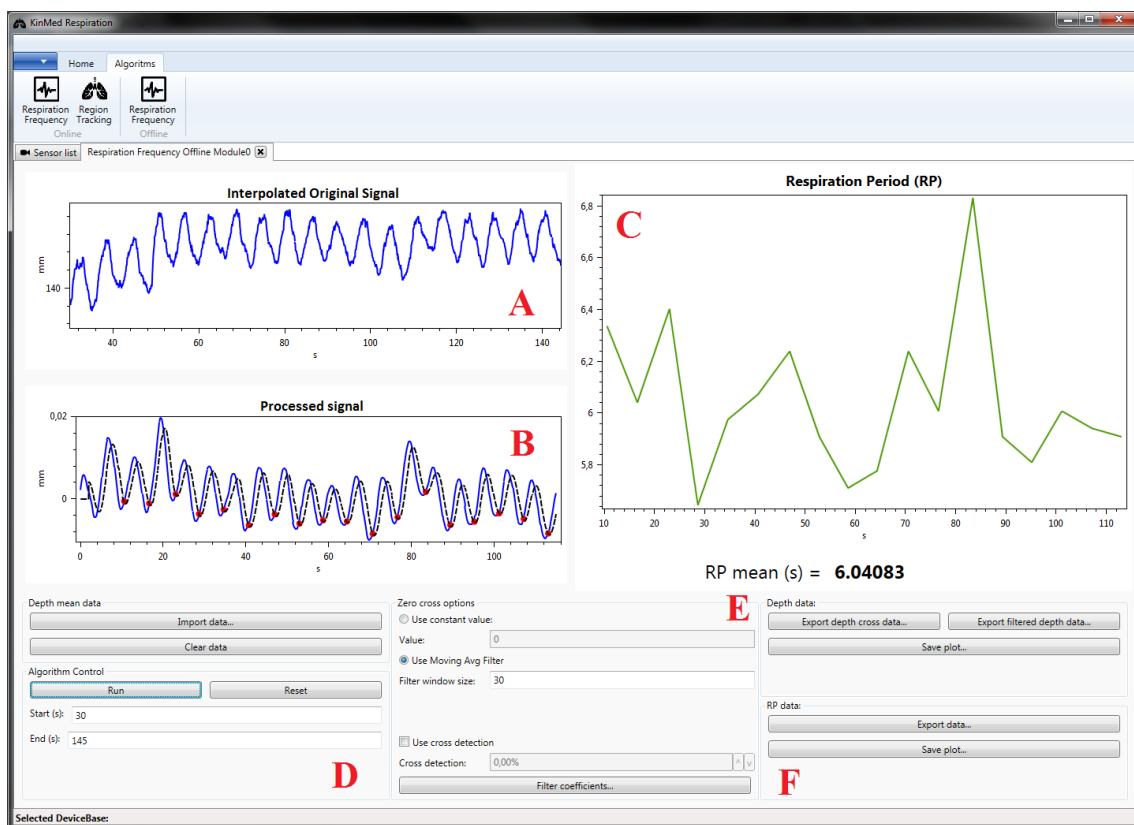 KinMed Respiration
Home
Algoritms
Respiration Frequency
Region Tracking
Respiration Frequency
Online
Offline
Sensor list
Respiration Frequency Offline Module0
Interpolated Original Signal
mm
140
40 60 80 100 120 140
s
A
Processed signal
0,02
0
mm
0 20 40 60 80 100
s
B
Respiration Period (RP)
6,8
6,6
6,4
6,2
6
5,8
10 20 30 40 50 60 70 80 90 100 110
s
C
RP mean (s) = 6.04083
Depth mean data
Import data...
Clear data
Algorithm Control
Run
Reset
Start (s): 30
End (s): 145
D
Zero cross options
E
Use constant value:
Value: 0
Use Moving Avg Filter
Filter window size: 30
Use cross detection
Cross detection: 0,00%
Filter coefficients...
Depth data:
Export depth cross data...
Export filtered depth data...
Save plot...
RP data:
Export data...
Save plot...
F
Selected DeviceBase: